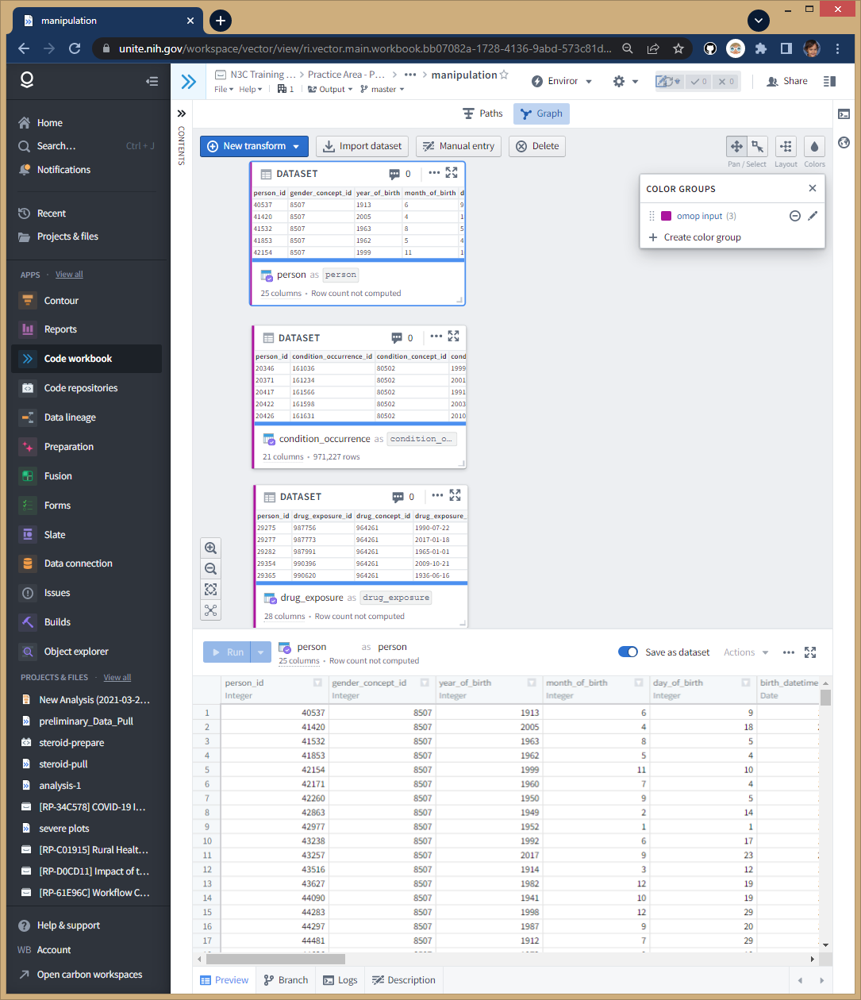 manipulation
unite.nih.gov/workspace/vector/view/ri.vector.main.workbook.bb07082a-1728-4136-9abd-573c81d...
N3C Training ... > Practice Area - P... > ••• > manipulation
File Help 1 Output master
Environ
0 0
Share
Home
Search... Ctrl + J
Notifications
Recent
Projects & files
APPS · View all
Contour
Reports
Code workbook
Code repositories
Data lineage
Preparation
Fusion
Forms
Slate
Data connection
Issues
Builds
Object explorer
PROJECTS & FILES · View all
New Analysis (2021-03-2...
preliminary_Data_Pull
steroid-prepare
steroid-pull
analysis-1
[RP-34C578] COVID-19 I...
severe plots
[RP-C01915] Rural Healt...
[RP-D0CD11] Impact of t...
[RP-61E96C] Workflow C...
Help & support
WB Account
Open carbon workspaces
CONTENTS
Paths Graph
New transform Import dataset Manual entry Delete
Pan / Select Layout Colors
COLOR GROUPS
omop input (3)
Create color group
DATASET 0
person_id gender_concept_id year_of_birth month_of_birth d
40537 8507 1913 6 9
41420 8507 2005 4 1
41532 8507 1963 8 5
41853 8507 1962 5 4
42154 8507 1999 11 1
person as person
25 columns • Row count not computed
DATASET 0
person_id condition_occurrence_id condition_concept_id cond
20346 161036 80502 1999
20371 161234 80502 2001
20417 161566 80502 1991
20422 161598 80502 2003
20426 161631 80502 2010
condition_occurrence as condition_o...
21 columns • 971,227 rows
DATASET 0
person_id drug_exposure_id drug_concept_id drug_exposure_
29275 987756 964261 1990-07-22
29277 987773 964261 2017-01-18
29282 987991 964261 1965-01-01
29354 990396 964261 2009-10-21
29365 990620 964261 1936-06-16
drug_exposure as drug_exposure
28 columns • Row count not computed
Run person as person
25 columns • Row count not computed
Save as dataset Actions
person_id gender_concept_id year_of_birth month_of_birth day_of_birth birth_datetime
Integer Integer Integer Integer Integer Date
1 40537 8507 1913 6 9
2 41420 8507 2005 4 18
3 41532 8507 1963 8 5
4 41853 8507 1962 5 4
5 42154 8507 1999 11 10
6 42171 8507 1960 7 4
7 42260 8507 1950 9 5
8 42863 8507 1949 2 14
9 42977 8507 1952 1 1
10 43238 8507 1992 6 17
11 43257 8507 2017 9 23
12 43516 8507 1914 3 12
13 43627 8507 1982 12 19
14 44090 8507 1941 10 19
15 44283 8507 1998 12 29
16 44297 8507 1987 9 20
17 44481 8507 1912 7 29
Preview Branch Logs Description